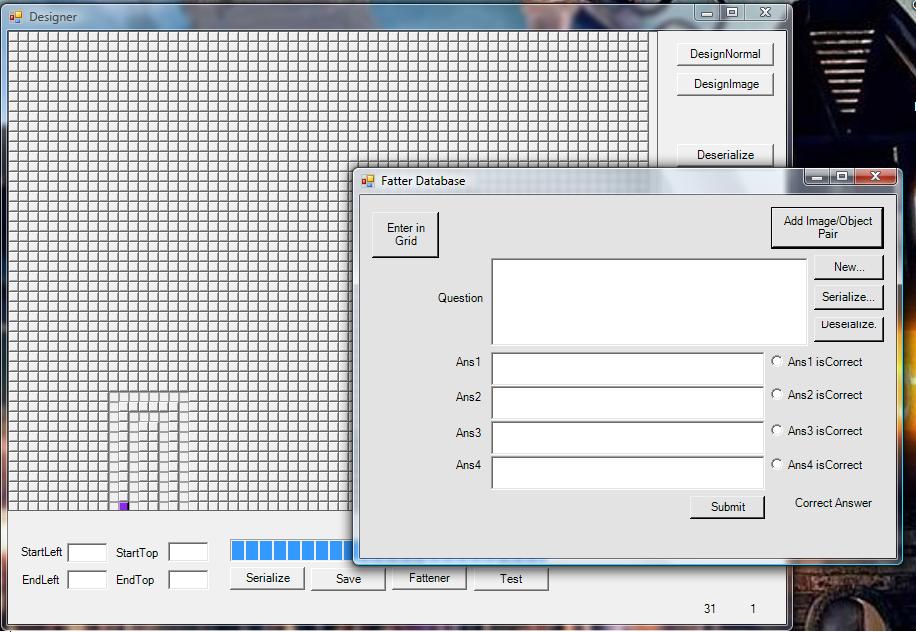 Designer
DesignNormal
DesignImage
Deserialize
Fatter Database
Enter in
Grid
Add Image/Object
Pair
New...
Question
Serialize...
Deserialize.
Ans1
Ans1 isCorrect
Ans2
Ans2 isCorrect
Ans3
Ans3 isCorrect
Ans4
Ans4 isCorrect
Submit
Correct Answer
StartLeft
StartTop
EndLeft
EndTop
Serialize
Save
Fattener
Test
31
1